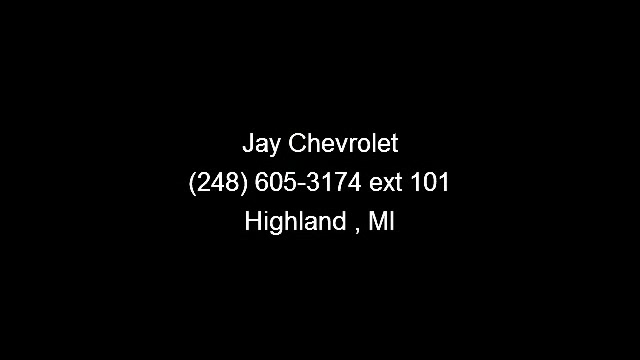 Jay Chevrolet
(248) 605-3174 ext 101
Highland , MI